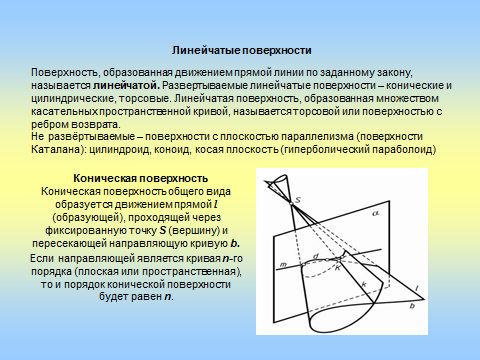 Линейчатые поверхности
Поверхность, образованная движением прямой линии по заданному закону,
называется линейчатой. Развертываемые линейчатые поверхности – конические и
цилиндрические, торсовые. Линейчатая поверхность, образованная множеством
касательных пространственной кривой, называется торсовой или поверхностью с
ребром возврата.
Не развёртываемые – поверхности с плоскостью параллелизма (поверхности
Каталана): цилиндроид, коноид, косая плоскость (гиперболический параболоид)
Коническая поверхность
Коническая поверхность общего вида
образуется движением прямой l
(образующей), проходящей через
фиксированную точку S (вершину) и
пересекающей направляющую кривую b.
Если направляющей является кривая n-го
порядка (плоская или пространственная),
то и порядок конической поверхности
будет равен n.
S
α
d
m
K
k
l
b